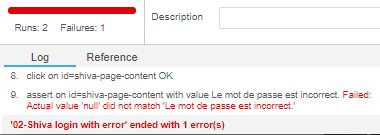 Description
Runs: 2 Failures: 1
Log Reference
8. click on id=shiva-page-content OK
9. assert on id=shiva-page-content with value Le mot de passe est incorrect. Failed:
Actual value 'null' did not match 'Le mot de passe est incorrect.'
'02-Shiva login with error' ended with 1 error(s)